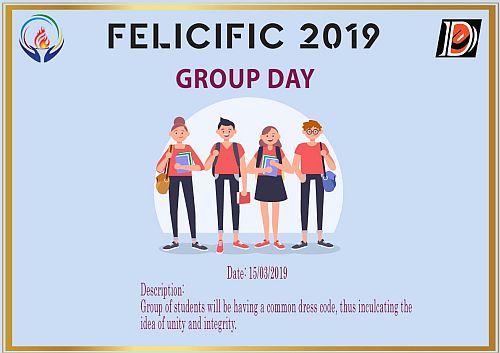 FELICIFIC 2019
GROUP DAY
Date: 15/03/2019
Description:
Group of students will be having a common dress code, thus inculcating the
idea of unity and integrity.